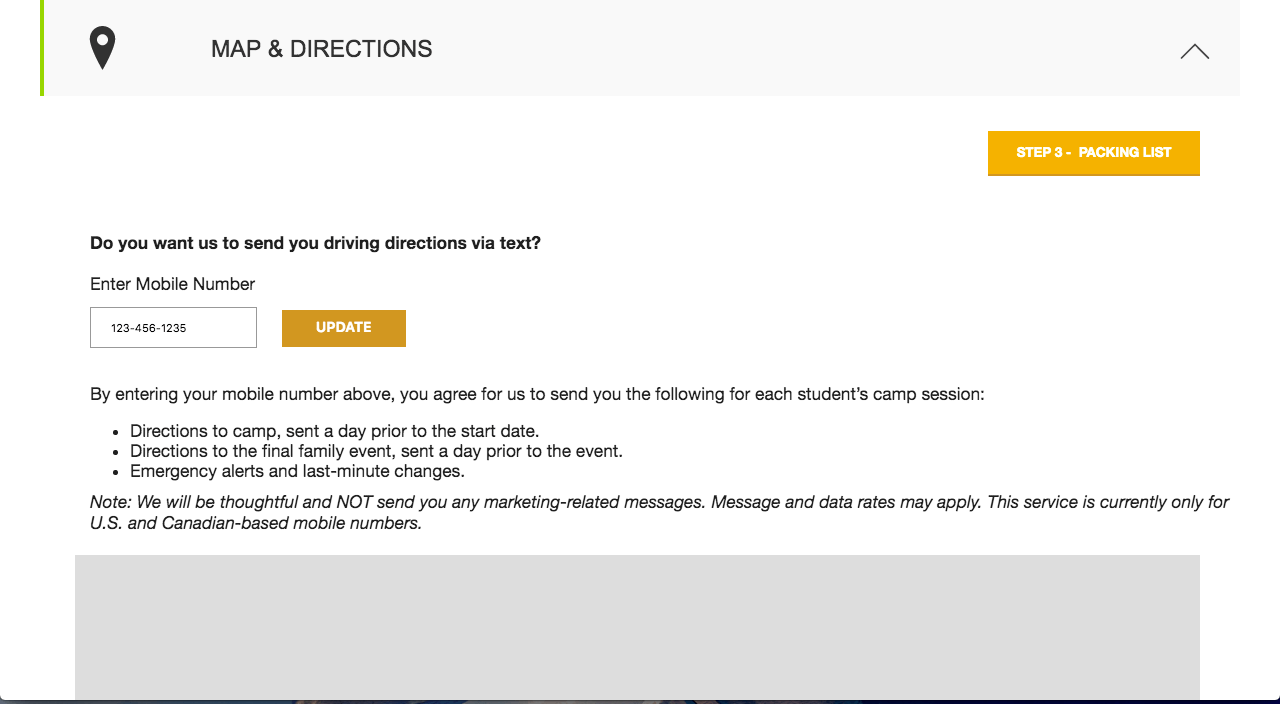 MAP & DIRECTIONS
STEP 3 - PACKING LIST
Do you want us to send you driving directions via text?
Enter Mobile Number
123-456-1235
UPDATE
By entering your mobile number above, you agree for us to send you the following for each student’s camp session:
• Directions to camp, sent a day prior to the start date.
• Directions to the final family event, sent a day prior to the event.
• Emergency alerts and last-minute changes.
Note: We will be thoughtful and NOT send you any marketing-related messages. Message and data rates may apply. This service is currently only for
U.S. and Canadian-based mobile numbers.